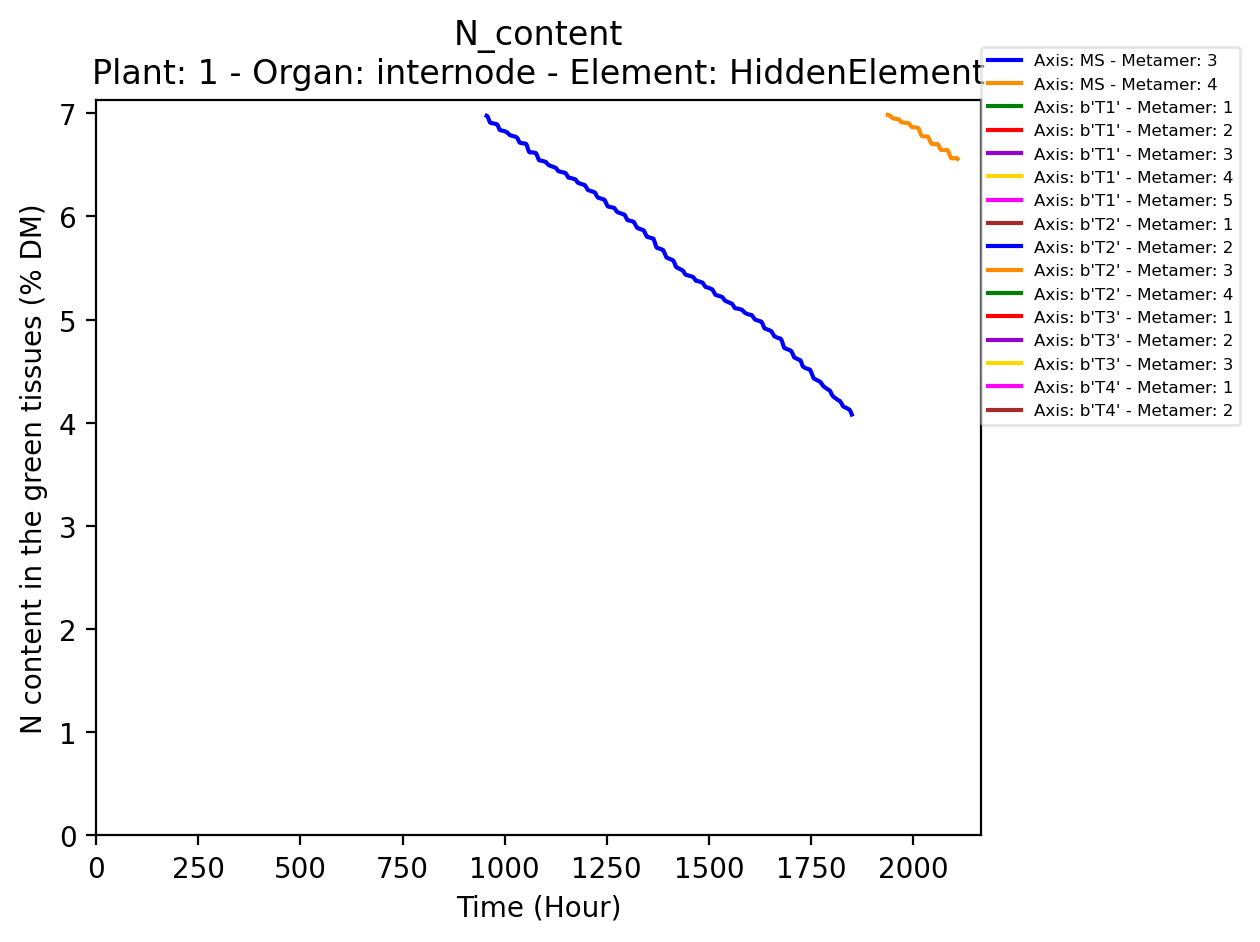 N_content
Plant: 1 - Organ: internode - Element: HiddenElement
N content in the green tissues (% DM)
7
6
5
4
3
2
1
0
0 250 500 750 1000 1250 1500 1750 2000
Time (Hour)
Axis: MS - Metamer: 3
Axis: MS - Metamer: 4
Axis: b'T1' - Metamer: 1
Axis: b'T1' - Metamer: 2
Axis: b'T1' - Metamer: 3
Axis: b'T1' - Metamer: 4
Axis: b'T1' - Metamer: 5
Axis: b'T2' - Metamer: 1
Axis: b'T2' - Metamer: 2
Axis: b'T2' - Metamer: 3
Axis: b'T2' - Metamer: 4
Axis: b'T3' - Metamer: 1
Axis: b'T3' - Metamer: 2
Axis: b'T3' - Metamer: 3
Axis: b'T4' - Metamer: 1
Axis: b'T4' - Metamer: 2